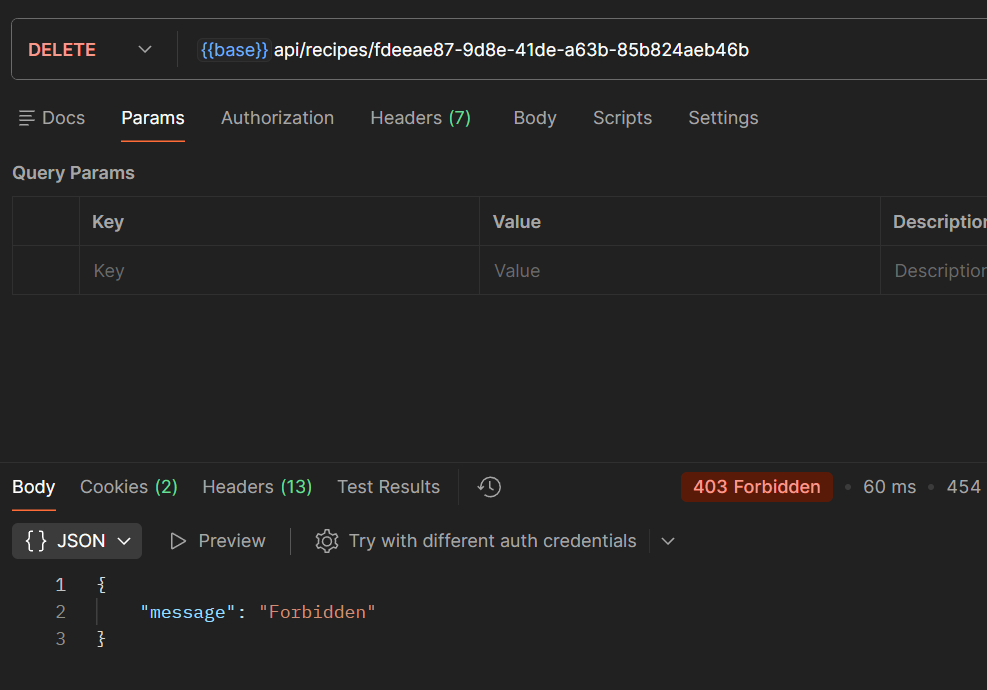 DELETE {{base}} api/recipes/fdeeae87-9d8e-41de-a63b-85b824aeb46b
Docs Params Authorization Headers (7) Body Scripts Settings
Query Params
Key Value Description
Key Value Description
Body Cookies (2) Headers (13) Test Results 403 Forbidden • 60 ms • 454
{ } JSON Preview Try with different auth credentials
1 {
2 "message": "Forbidden"
3 }